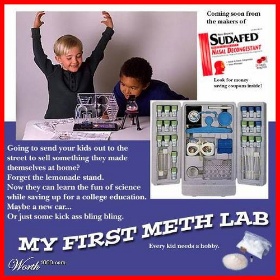 Coming soon from
the makers of
SUDAFED
NASAL DECONGESTANT
Look for money
saving coupons inside!
Going to send your kids out to the
street to sell something they made
themselves at home?
Forget the lemonade stand.
Now they can learn the fun of science
while saving up for a college education.
Maybe a new car...
Or just some kick ass bling bling.
MY FIRST METH LAB
Every kid needs a hobby.
Worth1000.com